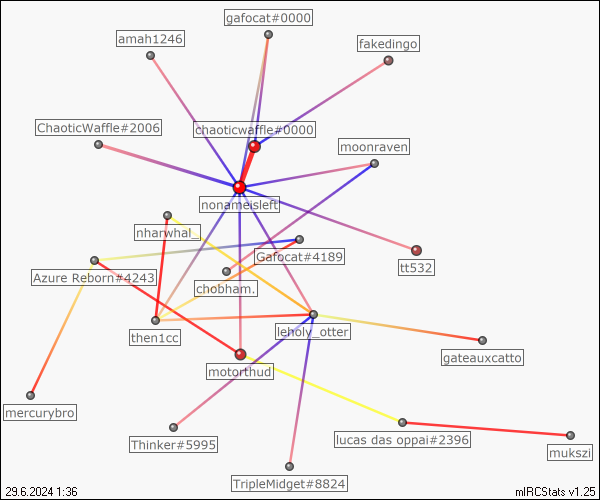 gafocat#0000
amah1246
fakedingo
ChaoticWaffle#2006
chaoticwaffle#0000
moonraven
nonameisleft
nharwhal_
Gafocat#4189
tt532
Azure Reborn#4243
chobham.
then1cc
leholy_otter
gateauxcatto
motorthud
mercurybro
Thinker#5995
lucas das oppai#2396
mukszi
TripleMidget#8824
29.6.2024 1:36
mIRCStats v1.25